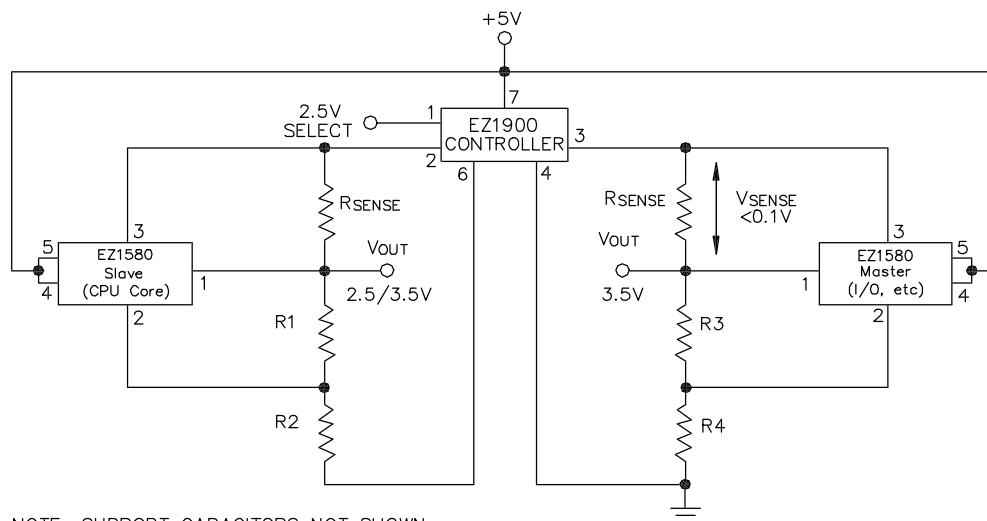 +5V
7
2.5V
SELECT
1
EZ1900
CONTROLLER
3
2
6
4
RSENSE
RSENSE
VSENSE
<0.1V
3
VOUT
VOUT
3
5
EZ1580
Slave
(CPU Core)
4
1
2
2.5/3.5V
3.5V
1
EZ1580
Master
(I/O, etc)
5
4
2
R1
R3
R2
R4
NOTE: SUPPORT CAPACITORS NOT SHOWN